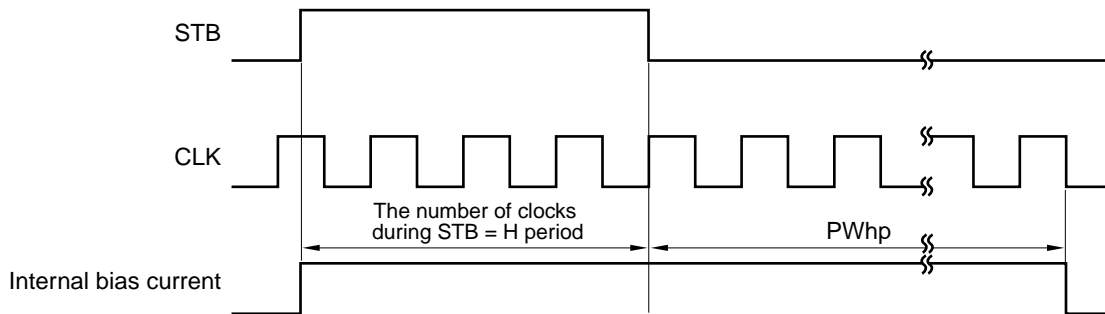 STB
CLK
The number of clocks
during STB = H period
PWhp
Internal bias current